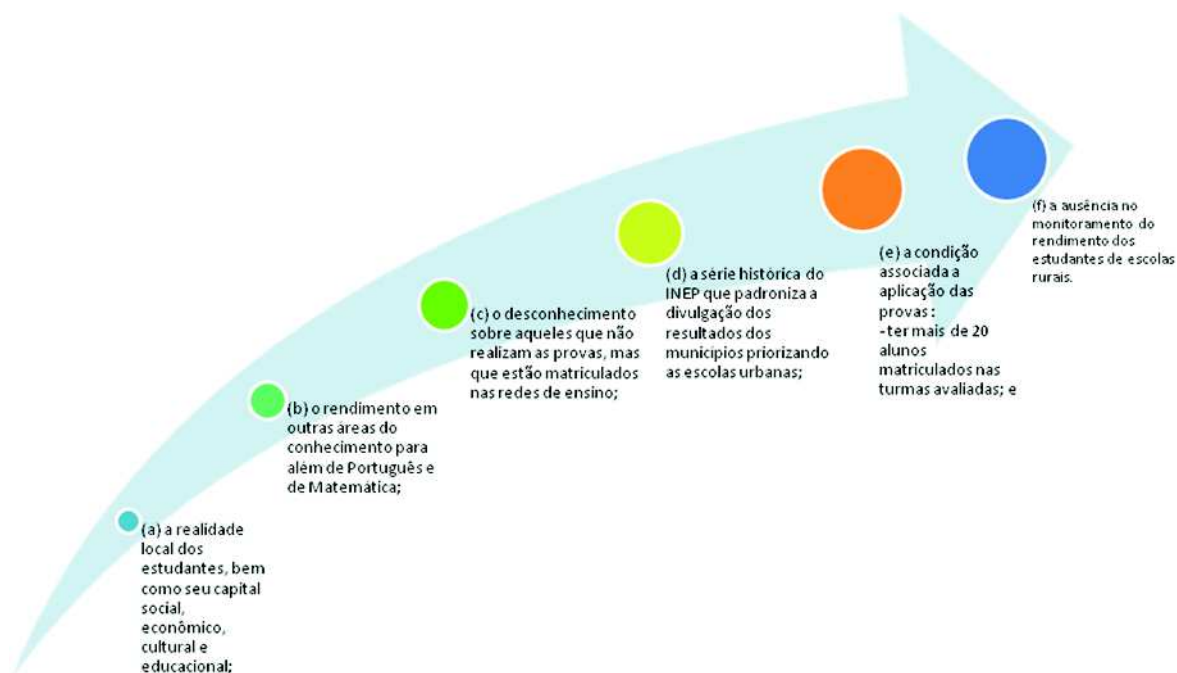 (a) a realidade
local dos
estudantes, bem
como seu capital
social,
econômico,
cultural e
educacional;
(b) o rendimento em
outras áreas do
conhecimento para
além de Português e
de Matemática;
(c) o desconhecimento
sobre aqueles que não
realizam as provas, mas
que estão matriculados
nas redes de ensino;
(d) a série histórica do
INEP que padroniza a
divulgação dos
resultados dos
municípios priorizando
as escolas urbanas;
(e) a condição
associada a
aplicação das
provas :
- ter mais de 20
alunos
matriculados nas
turmas avaliadas; e
(f) a ausência no
monitoramento do
rendimento dos
estudantes de escolas
rurais.